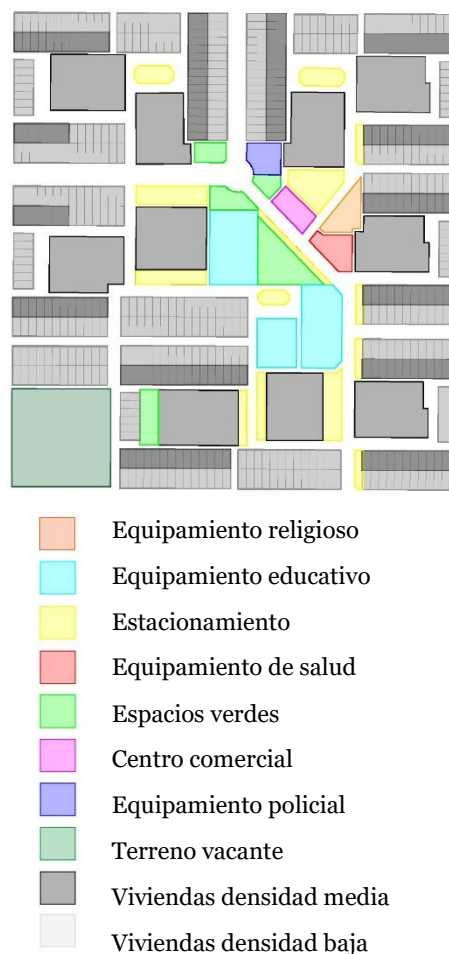 Equipamiento religioso
Equipamiento educativo
Estacionamiento
Equipamiento de salud
Espacios verdes
Centro comercial
Equipamiento policial
Terreno vacante
Viviendas densidad media
Viviendas densidad baja